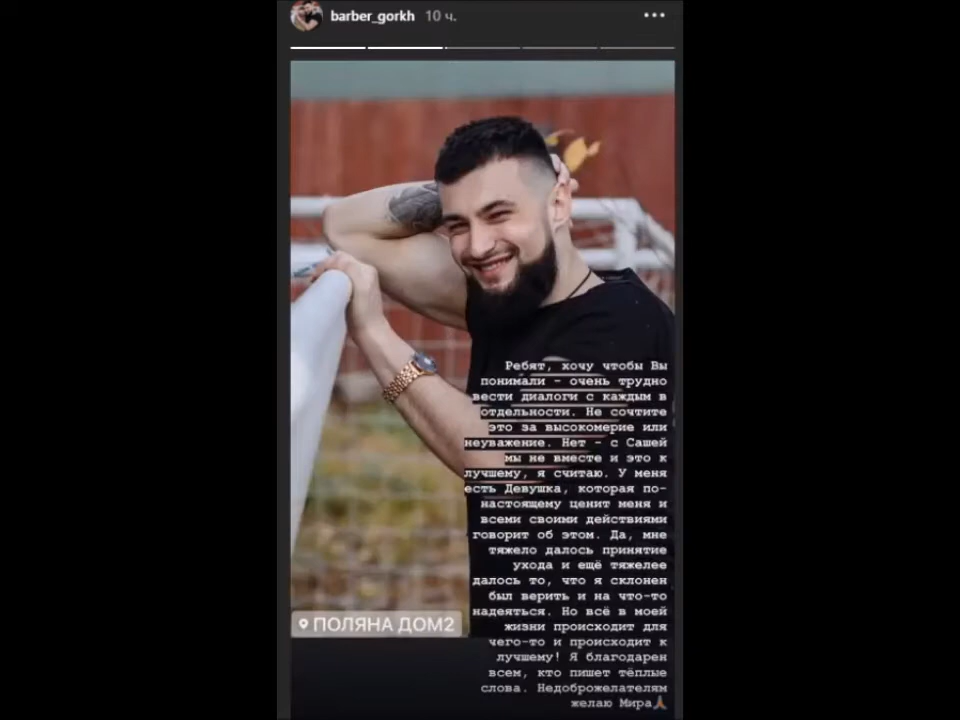 barber_gorkh 10 ч.
Ребят, хочу чтобы Вы
понимали - очень трудно
вести диалоги с каждым в
отдельности. Не сочтите
это за высокомерие или
неуважение. Нет - с Сашей
мы не вместе и это к
лучшему, я считаю. У меня
есть Девушка, которая по-
настоящему ценит меня и
всеми своими действиями
говорит об этом. Да, мне
тяжело далось принятие
ухода и ещё тяжелее
далось то, что я склонен
был верить и на что-то
надеяться. Но всё в моей
жизни происходит для
чего-то и происходит к
лучшему! Я благодарен
всем, кто пишет тёплые
слова. Недоброжелателям
желаю Мира🙏🏽
ПОЛЯНА ДОМ2